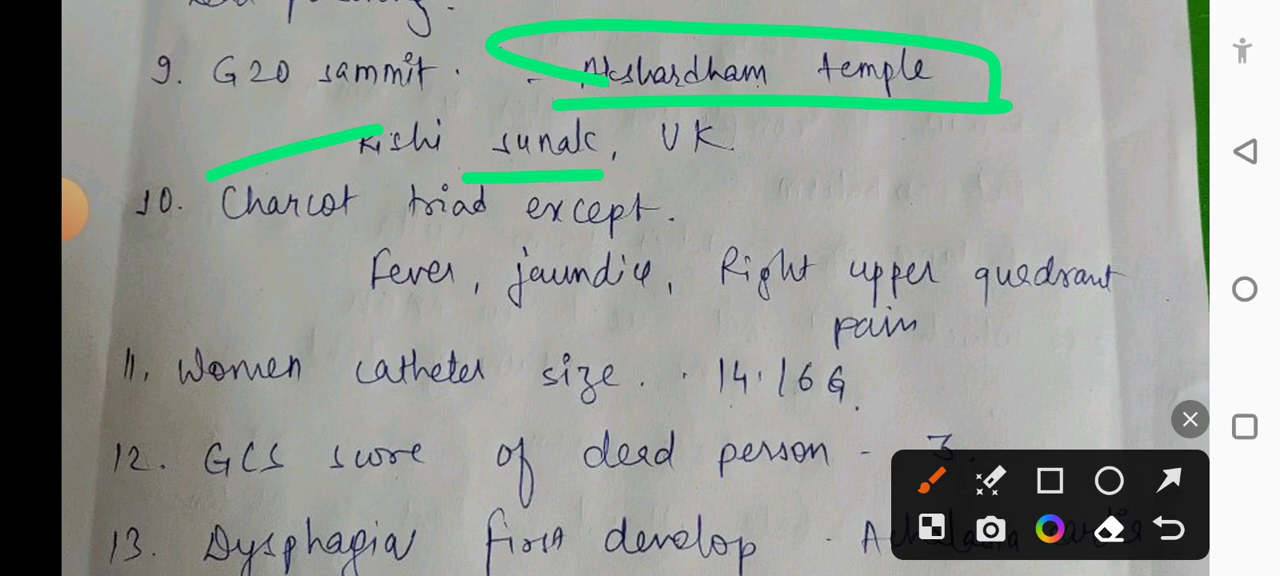 9. G20 sammit. - Akshardham temple
Rishi sunak, UK.
10. Charcot triad except.
Fever, jaundice, Right upper quadrant
pain
11. Women catheter size. . 14.16G.
12. GCS score of dead person - 3.
13. Dysphagia first develop .